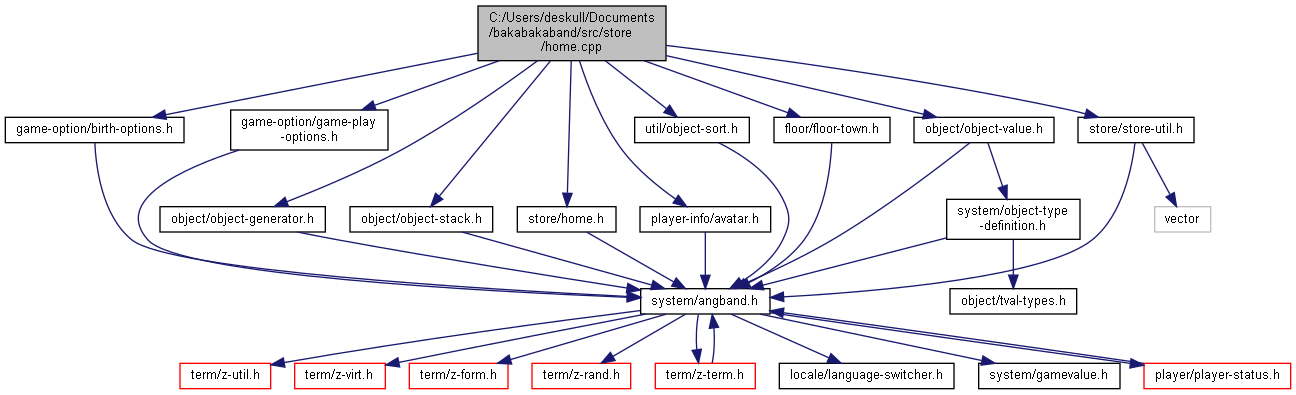 C:/Users/deskull/Documents
/bakabakaband/src/store
/home.cpp
game-option/birth-options.h
game-option/game-play
-options.h
util/object-sort.h
floor/floor-town.h
object/object-value.h
store/store-util.h
object/object-generator.h
object/object-stack.h
store/home.h
player-info/avatar.h
system/object-type
-definition.h
vector
system/angband.h
object/tval-types.h
term/z-util.h
term/z-virt.h
term/z-form.h
term/z-rand.h
term/z-term.h
locale/language-switcher.h
system/gamevalue.h
player/player-status.h